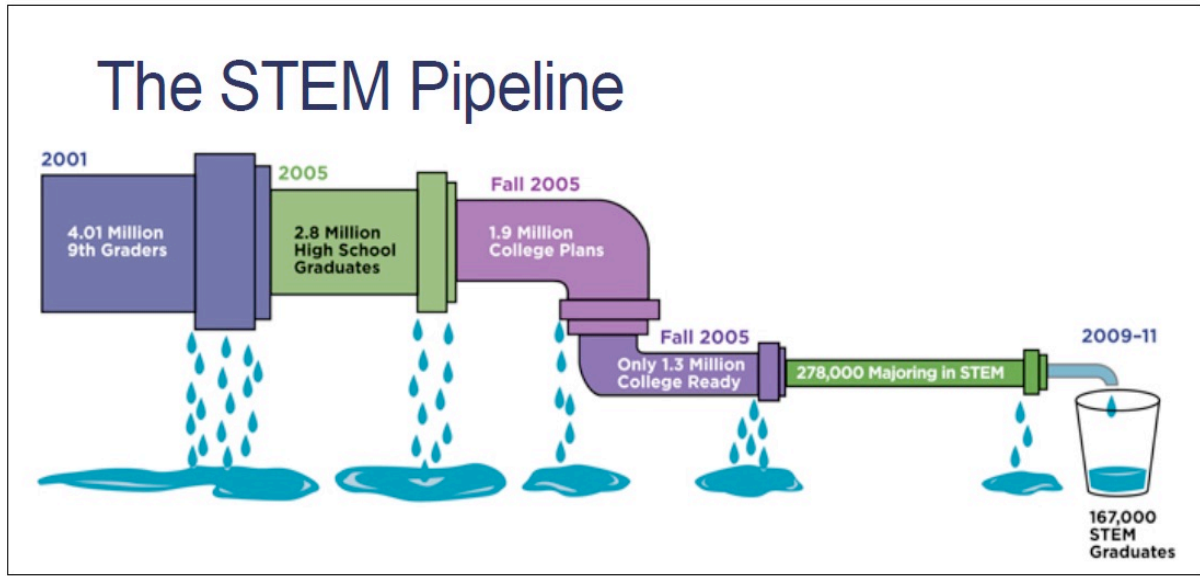 The STEM Pipeline
2001
4.01 Million
9th Graders
2005
2.8 Million
High School
Graduates
Fall 2005
1.9 Million
College Plans
Fall 2005
Only 1.3 Million
College Ready
278,000 Majoring in STEM
2009–11
167,000
STEM
Graduates